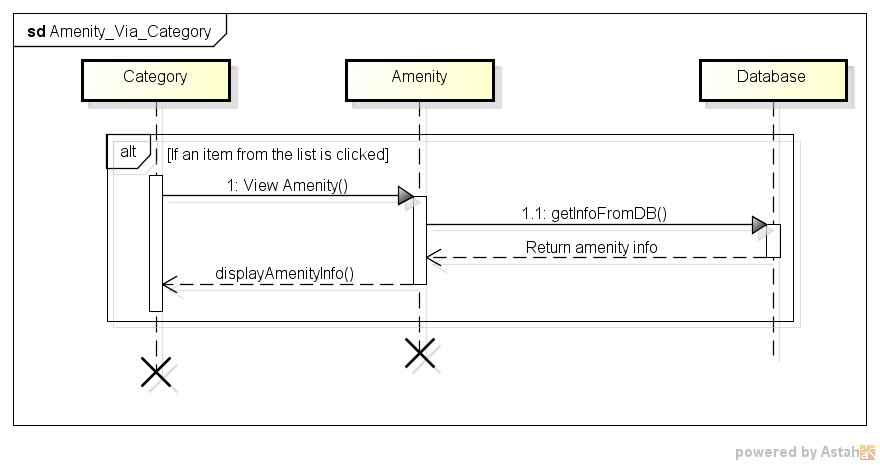 sd Amenity_Via_Category
Category
Amenity
Database
alt
[If an item from the list is clicked]
1: View Amenity()
1.1: getInfoFromDB()
Return amenity info
displayAmenityInfo()
powered by Astah